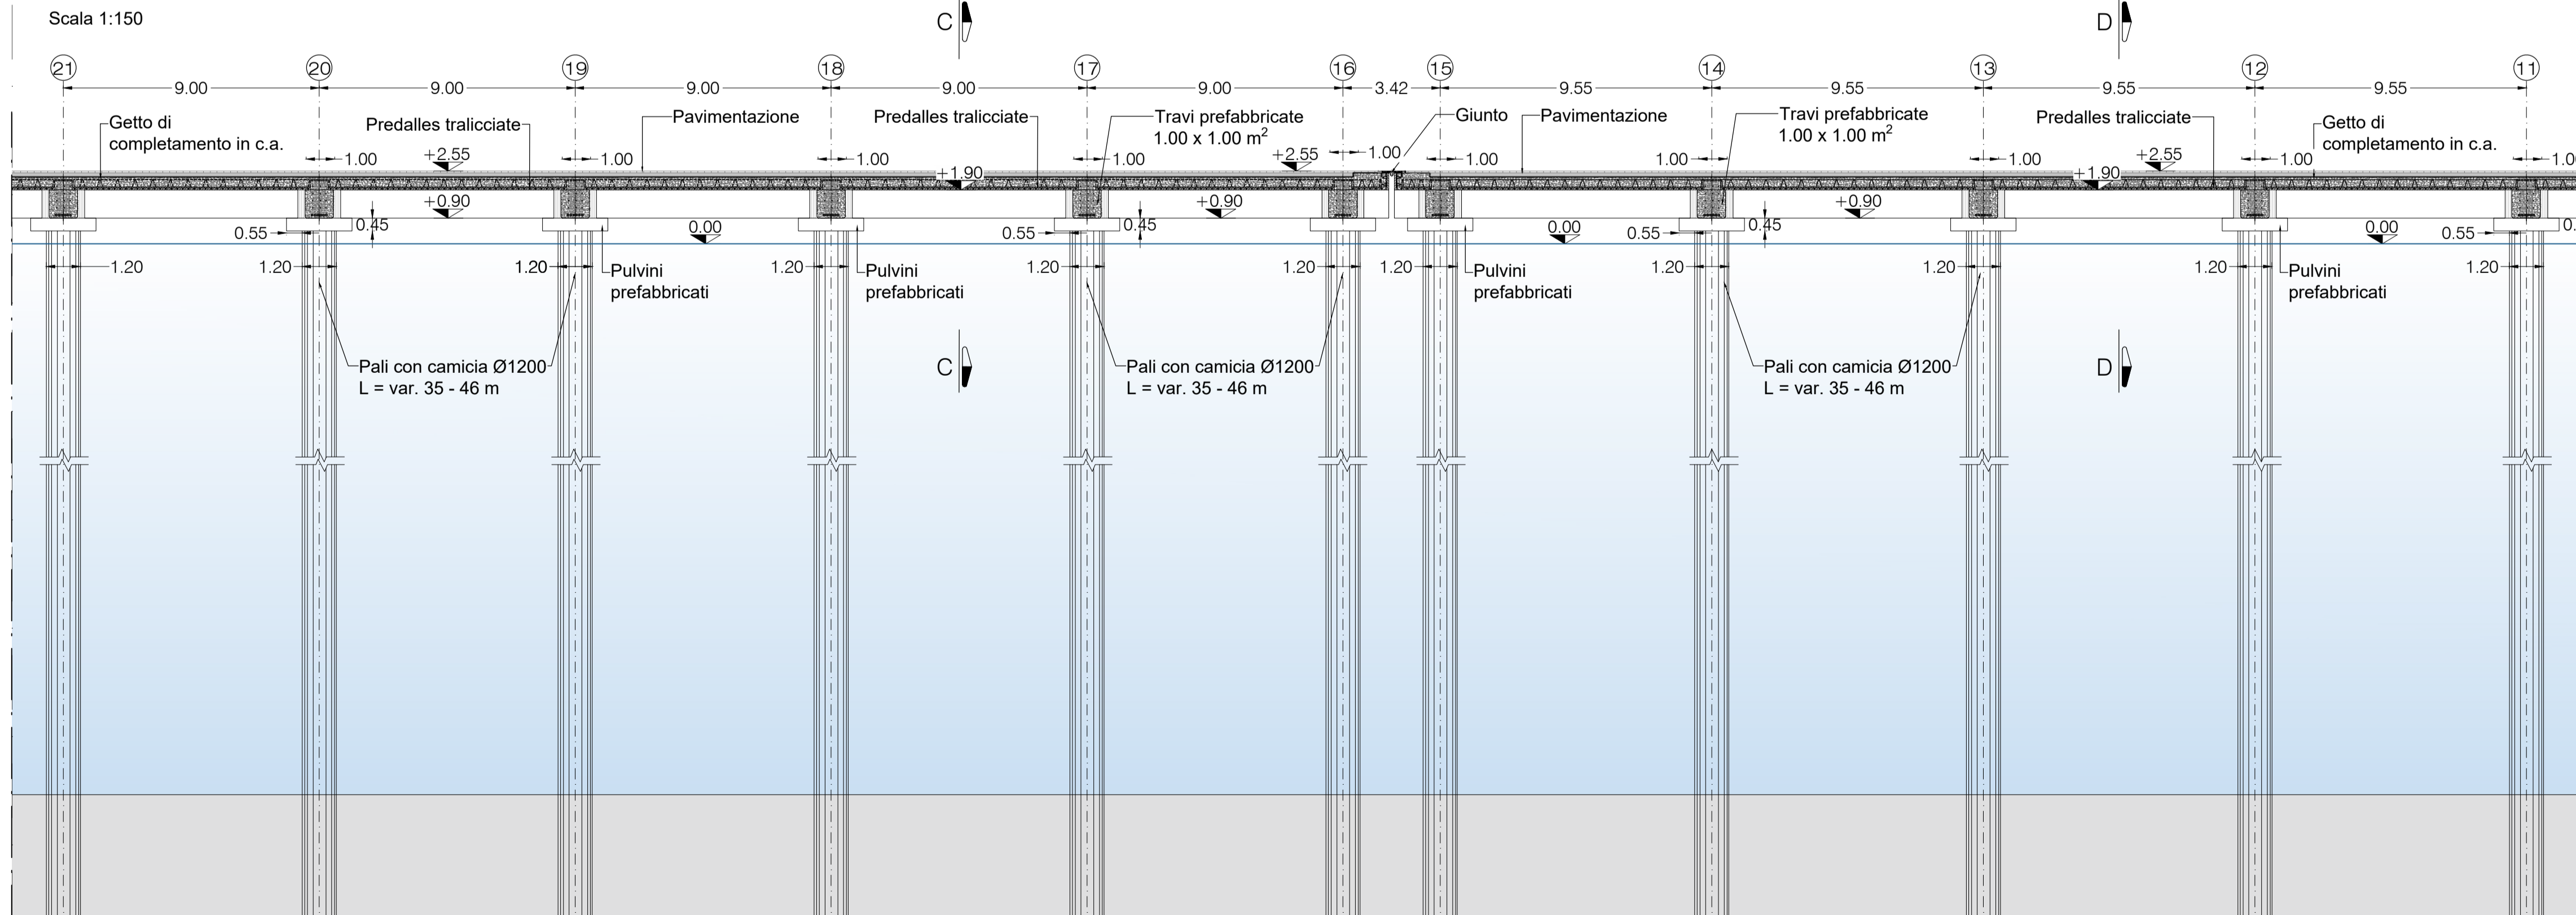 Scala 1:150
C
D
21 20 19 18 17 16 15 14 13 12 11
9.00 9.00 9.00 9.00 9.00 3.42 9.55 9.55 9.55 9.55
Getto di
completamento in c.a.
Predalles tralicciate
Pavimentazione
Predalles tralicciate
Travi prefabbricate
1.00 x 1.00 m²
Giunto
Pavimentazione
Travi prefabbricate
1.00 x 1.00 m²
Predalles tralicciate
Getto di
completamento in c.a.
1.00 +2.55 1.00 1.00 1.00 +2.55 1.00 1.00 1.00 1.00 +2.55 1.00
+1.90 +1.90
+0.90 +0.90 +0.90
0.55 0.45 0.00 0.55 0.45 0.00 0.55 0.45 0.00 0.55
1.20 1.20 1.20 1.20 1.20 1.20 1.20 1.20 1.20 1.20 1.20
Pulvini
prefabbricati
Pulvini
prefabbricati
Pulvini
prefabbricati
Pulvini
prefabbricati
Pali con camicia Ø1200
L = var. 35 - 46 m
C
Pali con camicia Ø1200
L = var. 35 - 46 m
Pali con camicia Ø1200
L = var. 35 - 46 m
D